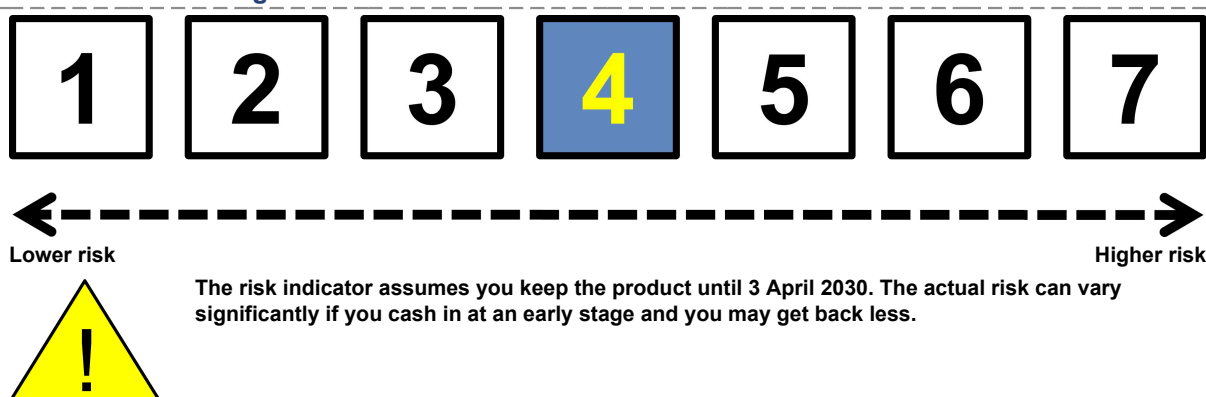 1 2 3 4 5 6 7
Lower risk Higher risk
The risk indicator assumes you keep the product until 3 April 2030. The actual risk can vary
significantly if you cash in at an early stage and you may get back less.
!